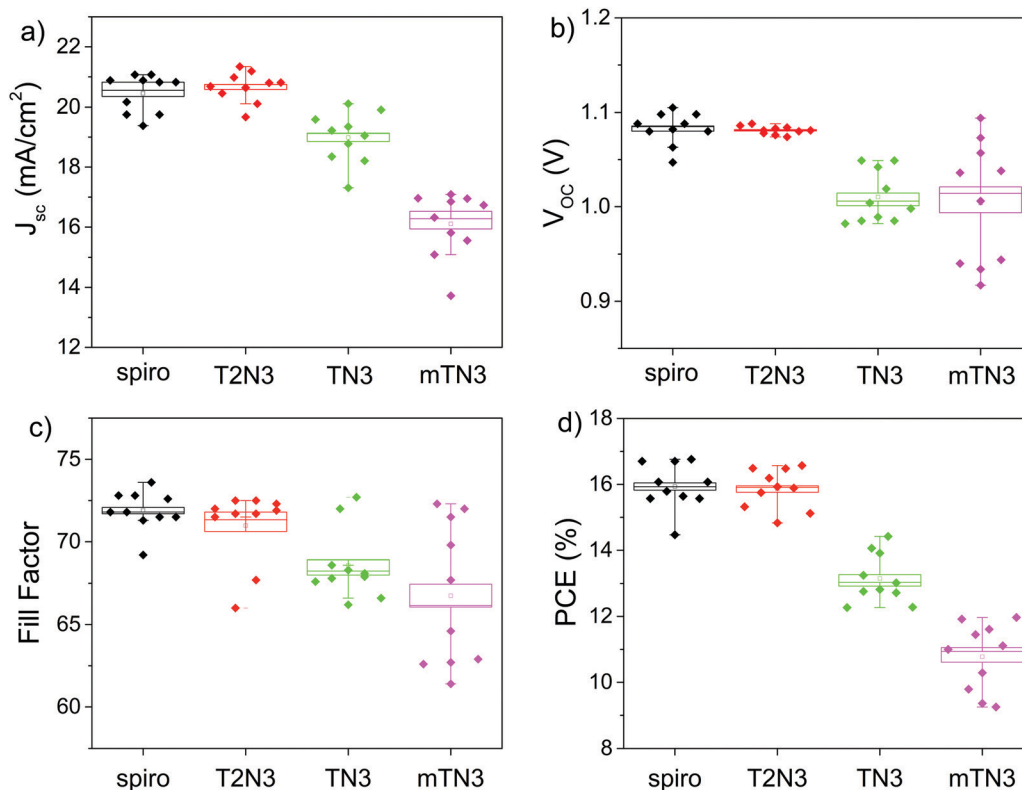 a)
J_sc (mA/cm²)
22
20
18
16
14
12
spiro T2N3 TN3 mTN3
b)
V_OC (V)
1.2
1.1
1.0
0.9
spiro T2N3 TN3 mTN3
c)
Fill Factor
75
70
65
60
spiro T2N3 TN3 mTN3
d)
PCE (%)
18
16
14
12
10
8
spiro T2N3 TN3 mTN3